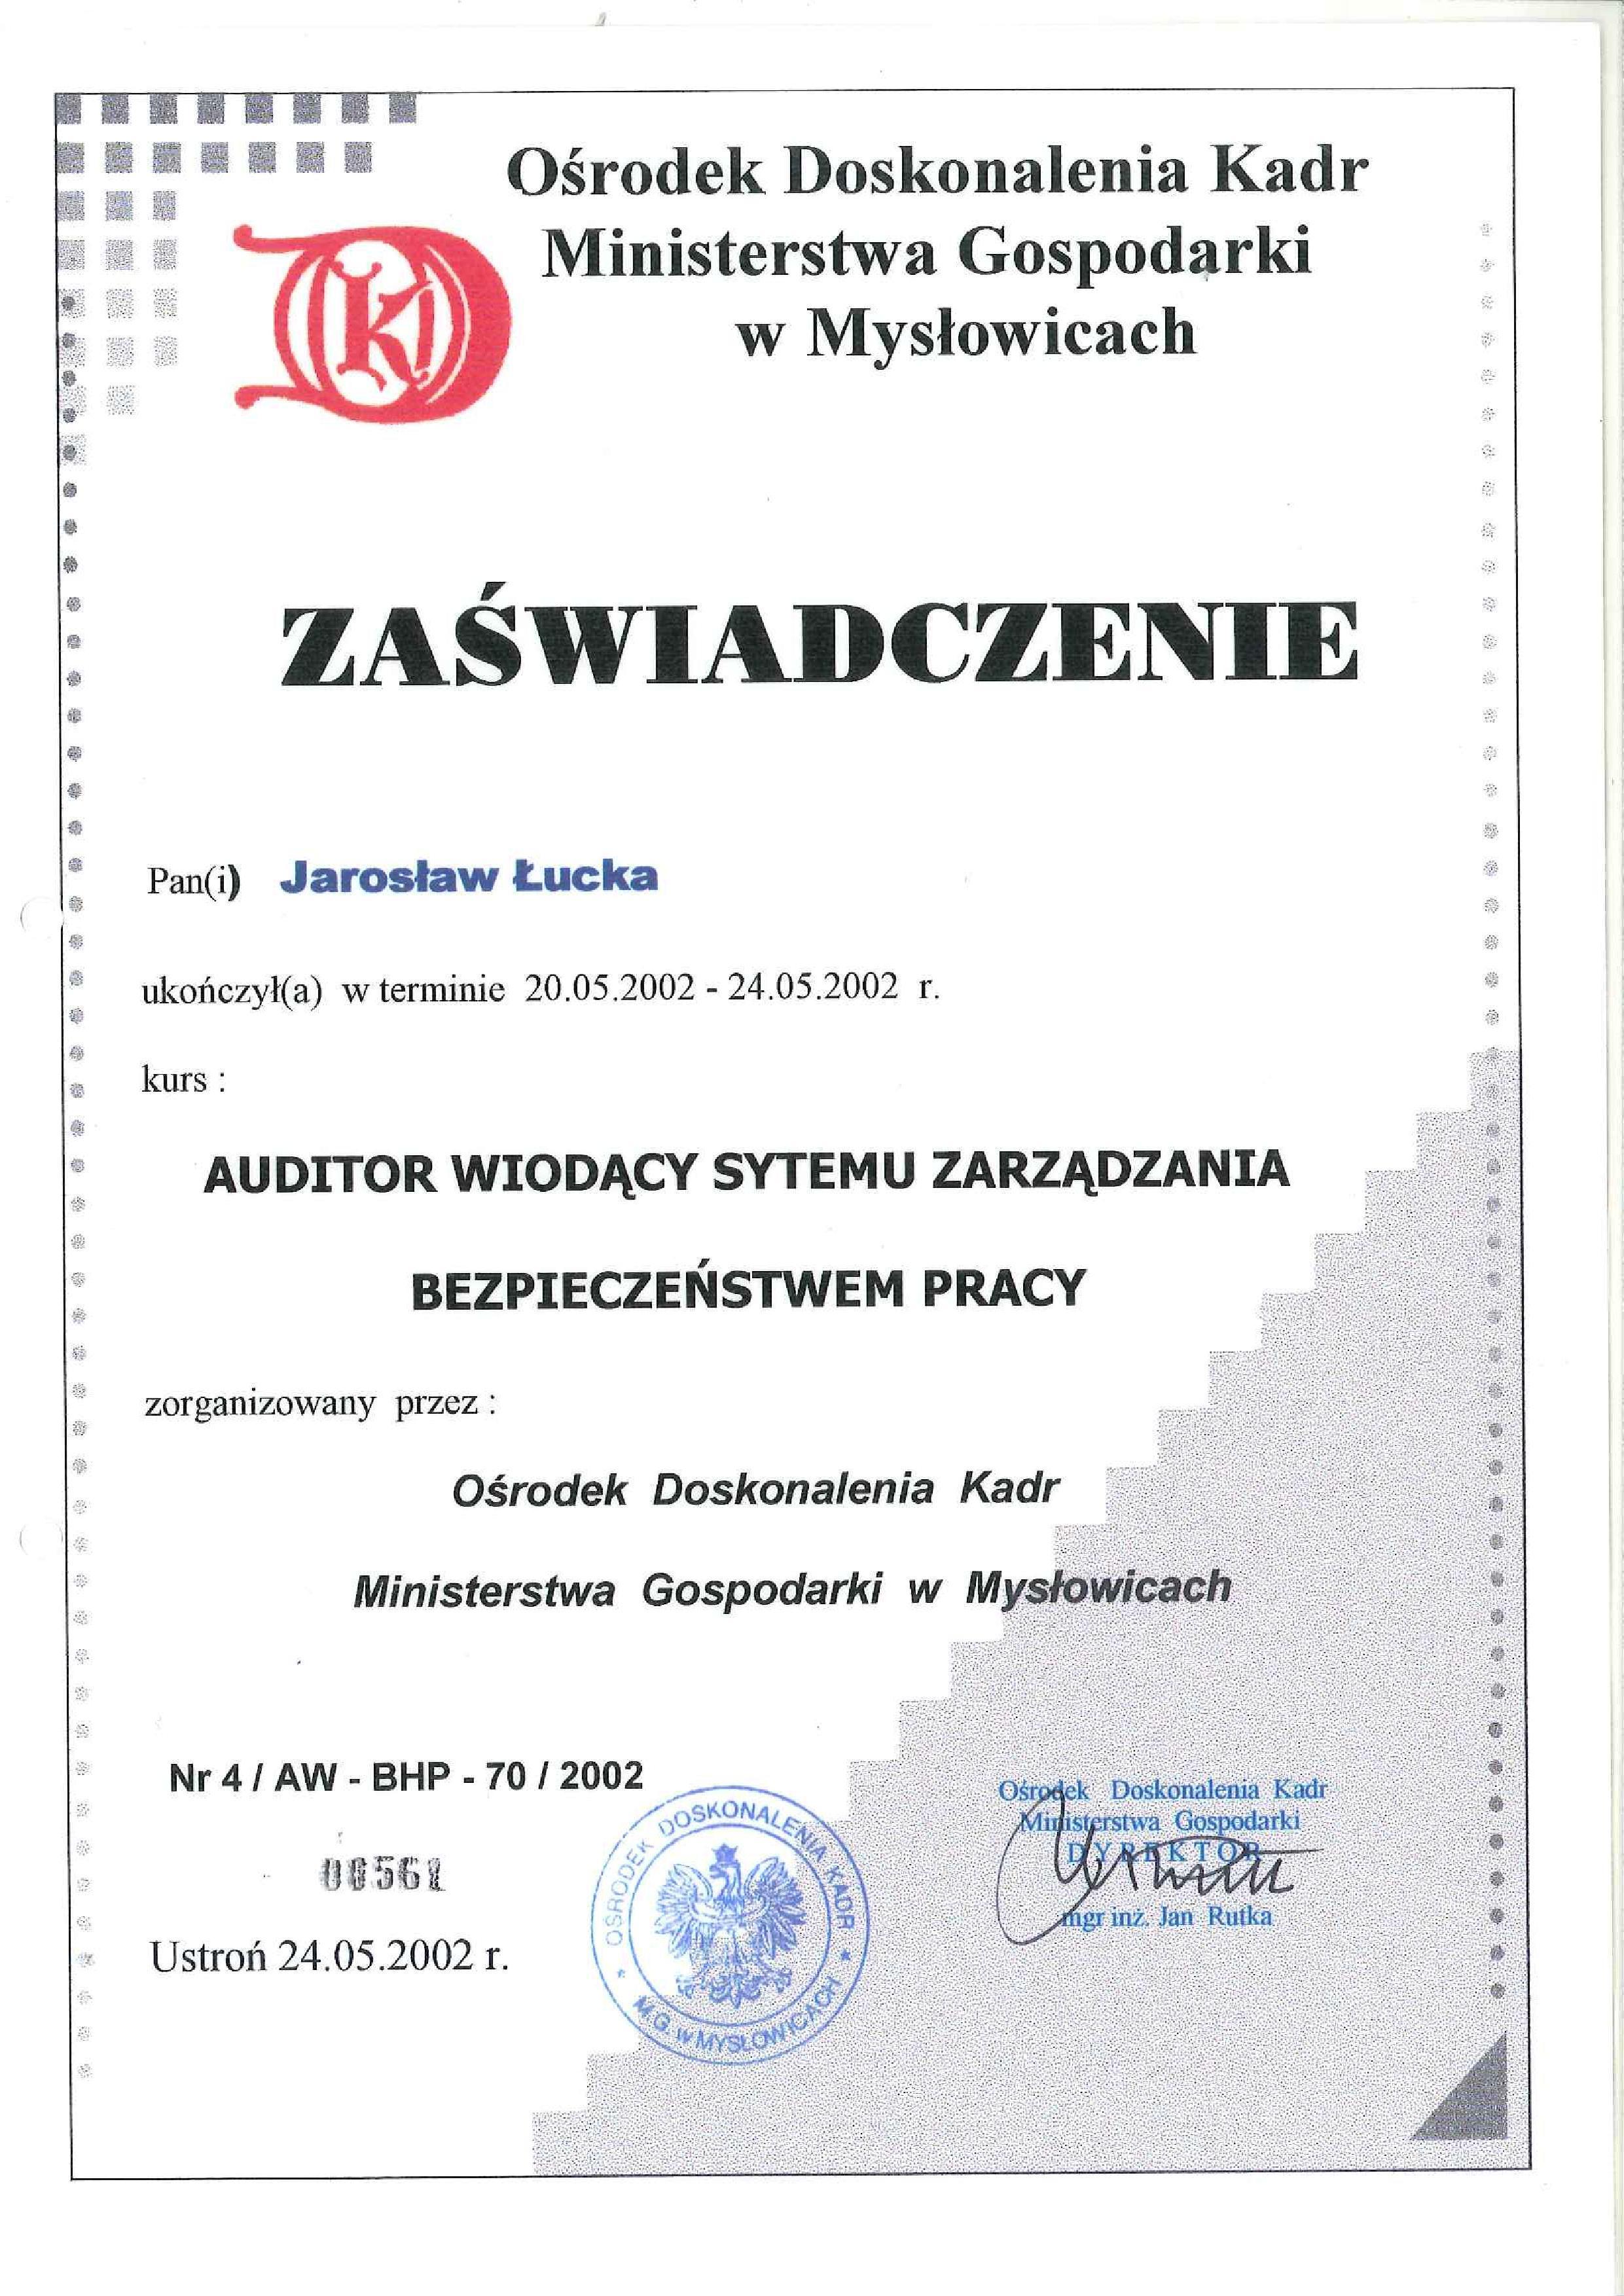 Ośrodek Doskonalenia Kadr
Ministerstwa Gospodarki
w Mysłowicach
ZAŚWIADCZENIE
Pan(i) Jarosław Łucka
ukończył(a) w terminie 20.05.2002 - 24.05.2002 r.
kurs :
AUDITOR WIODĄCY SYTEMU ZARZĄDZANIA
BEZPIECZEŃSTWEM PRACY
zorganizowany przez :
Ośrodek Doskonalenia Kadr
Ministerstwa Gospodarki w Mysłowicach
Nr 4 / AW - BHP - 70 / 2002
00561
Ustroń 24.05.2002 r.
OŚRODEK DOSKONALENIA KADR
M.G. w MYSŁOWICACH
Ośrodek Doskonalenia Kadr
Ministerstwa Gospodarki
DYREKTOR
mgr inż. Jan Rutka